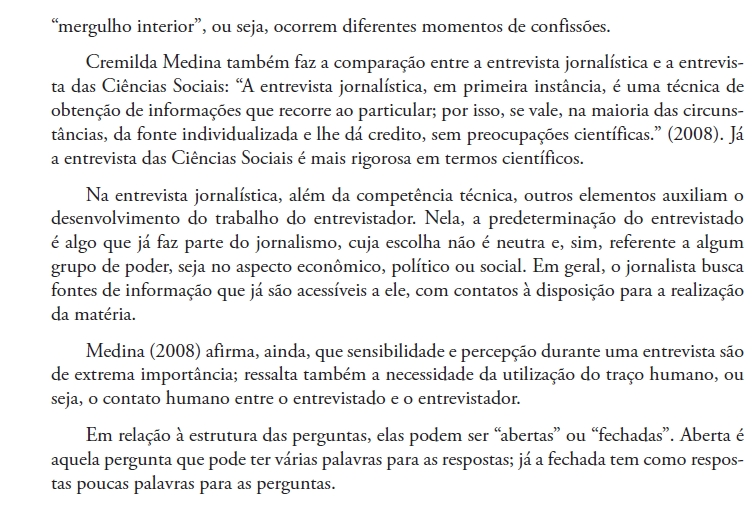 “mergulho interior”, ou seja, ocorrem diferentes momentos de confissões.
Cremilda Medina também faz a comparação entre a entrevista jornalística e a entrevis-
ta das Ciências Sociais: “A entrevista jornalística, em primeira instância, é uma técnica de
obtenção de informações que recorre ao particular; por isso, se vale, na maioria das circuns-
tâncias, da fonte individualizada e lhe dá credito, sem preocupações científicas.” (2008). Já
a entrevista das Ciências Sociais é mais rigorosa em termos científicos.
Na entrevista jornalística, além da competência técnica, outros elementos auxiliam o
desenvolvimento do trabalho do entrevistador. Nela, a predeterminação do entrevistado
é algo que já faz parte do jornalismo, cuja escolha não é neutra e, sim, referente a algum
grupo de poder, seja no aspecto econômico, político ou social. Em geral, o jornalista busca
fontes de informação que já são acessíveis a ele, com contatos à disposição para a realização
da matéria.
Medina (2008) afirma, ainda, que sensibilidade e percepção durante uma entrevista são
de extrema importância; ressalta também a necessidade da utilização do traço humano, ou
seja, o contato humano entre o entrevistado e o entrevistador.
Em relação à estrutura das perguntas, elas podem ser “abertas” ou “fechadas”. Aberta é
aquela pergunta que pode ter várias palavras para as respostas; já a fechada tem como respos-
tas poucas palavras para as perguntas.